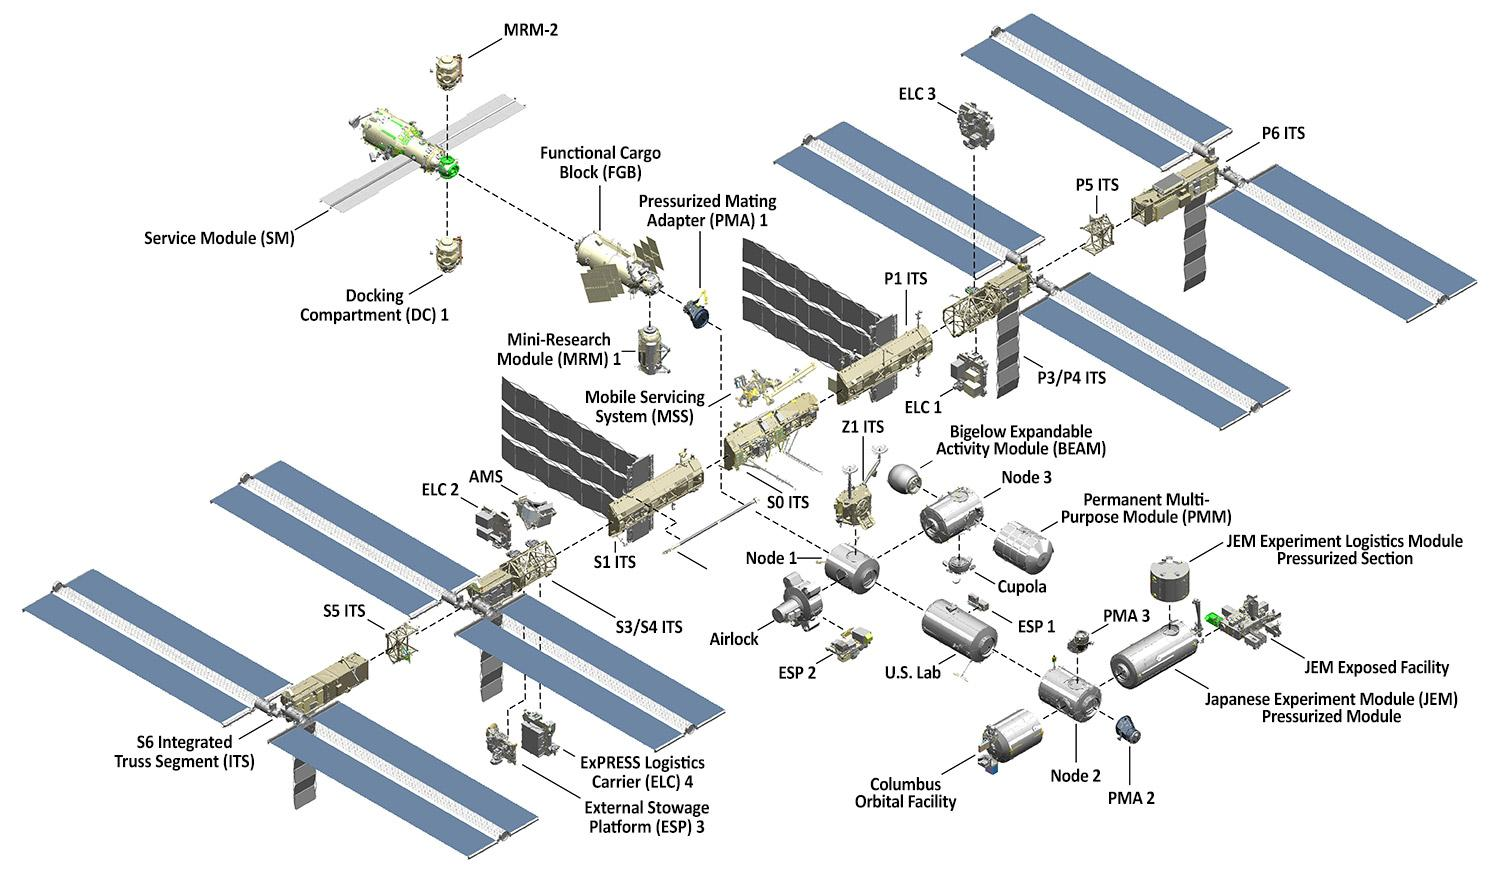 MRM-2
ELC 3
P6 ITS
Functional Cargo
Block (FGB)
P5 ITS
Pressurized Mating
Adapter (PMA) 1
Service Module (SM)
P1 ITS
Docking
Compartment (DC) 1
Mini-Research
Module (MRM) 1
P3/P4 ITS
Mobile Servicing
System (MSS)
ELC 1
Z1 ITS
Bigelow Expandable
Activity Module (BEAM)
AMS
Node 3
ELC 2
S0 ITS
Permanent Multi-
Purpose Module (PMM)
JEM Experiment Logistics Module
Pressurized Section
S1 ITS
Node 1
Cupola
S5 ITS
PMA 3
S3/S4 ITS
ESP 1
Airlock
JEM Exposed Facility
ESP 2
U.S. Lab
Japanese Experiment Module (JEM)
Pressurized Module
S6 Integrated
Truss Segment (ITS)
ExPRESS Logistics
Carrier (ELC) 4
Node 2
Columbus
Orbital Facility
PMA 2
External Stowage
Platform (ESP) 3